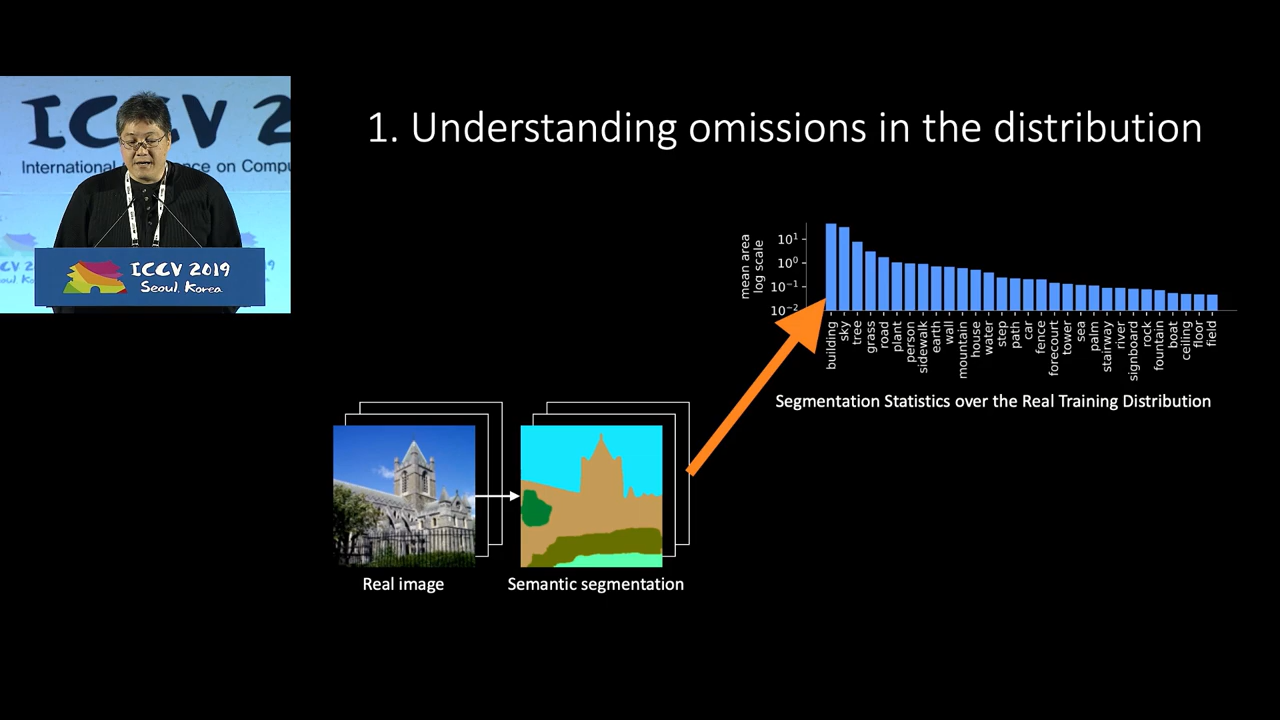 ICCV 2
International
ce on Compu
ICCV 2019
Seoul, Korea
1. Understanding omissions in the distribution
mean area
log scale
10¹
10⁰
10⁻¹
10⁻²
building
sky
tree
grass
road
plant
person
sidewalk
earth
wall
mountain
house
water
step
path
car
fence
forecourt
tower
sea
palm
stairway
river
signboard
rock
fountain
boat
ceiling
floor
field
Segmentation Statistics over the Real Training Distribution
Real image
Semantic segmentation